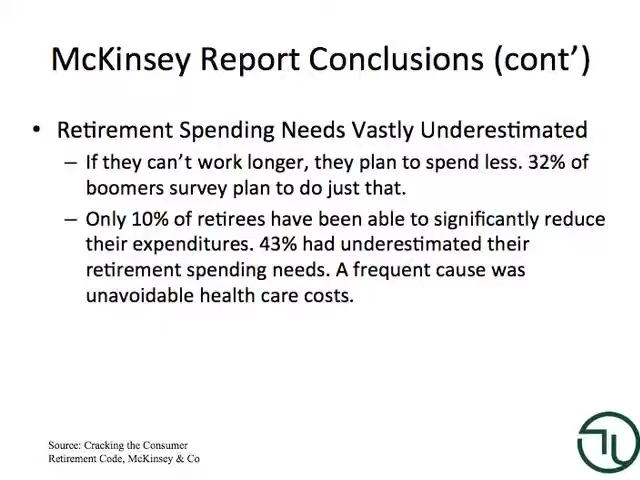 McKinsey Report Conclusions (cont’)
• Retirement Spending Needs Vastly Underestimated
– If they can’t work longer, they plan to spend less. 32% of
boomers survey plan to do just that.
– Only 10% of retirees have been able to significantly reduce
their expenditures. 43% had underestimated their
retirement spending needs. A frequent cause was
unavoidable health care costs.
Source: Cracking the Consumer
Retirement Code, McKinsey & Co